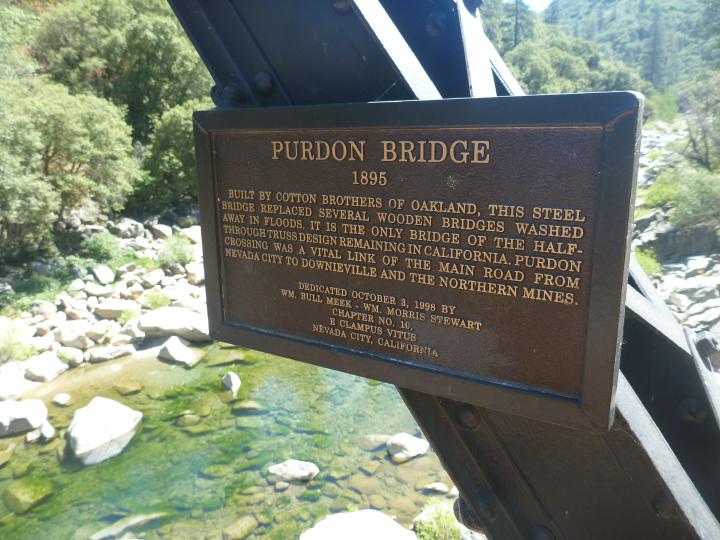 PURDON BRIDGE
1895
BUILT BY COTTON BROTHERS OF OAKLAND, THIS STEEL
BRIDGE REPLACED SEVERAL WOODEN BRIDGES WASHED
AWAY IN FLOODS. IT IS THE ONLY BRIDGE OF THE HALF-
THROUGH TRUSS DESIGN REMAINING IN CALIFORNIA. PURDON
CROSSING WAS A VITAL LINK OF THE MAIN ROAD FROM
NEVADA CITY TO DOWNIEVILLE AND THE NORTHERN MINES.
DEDICATED OCTOBER 3, 1998 BY
WM. BULL MEEK - WM. MORRIS STEWART
CHAPTER NO. 10,
E CLAMPUS VITUS
NEVADA CITY, CALIFORNIA